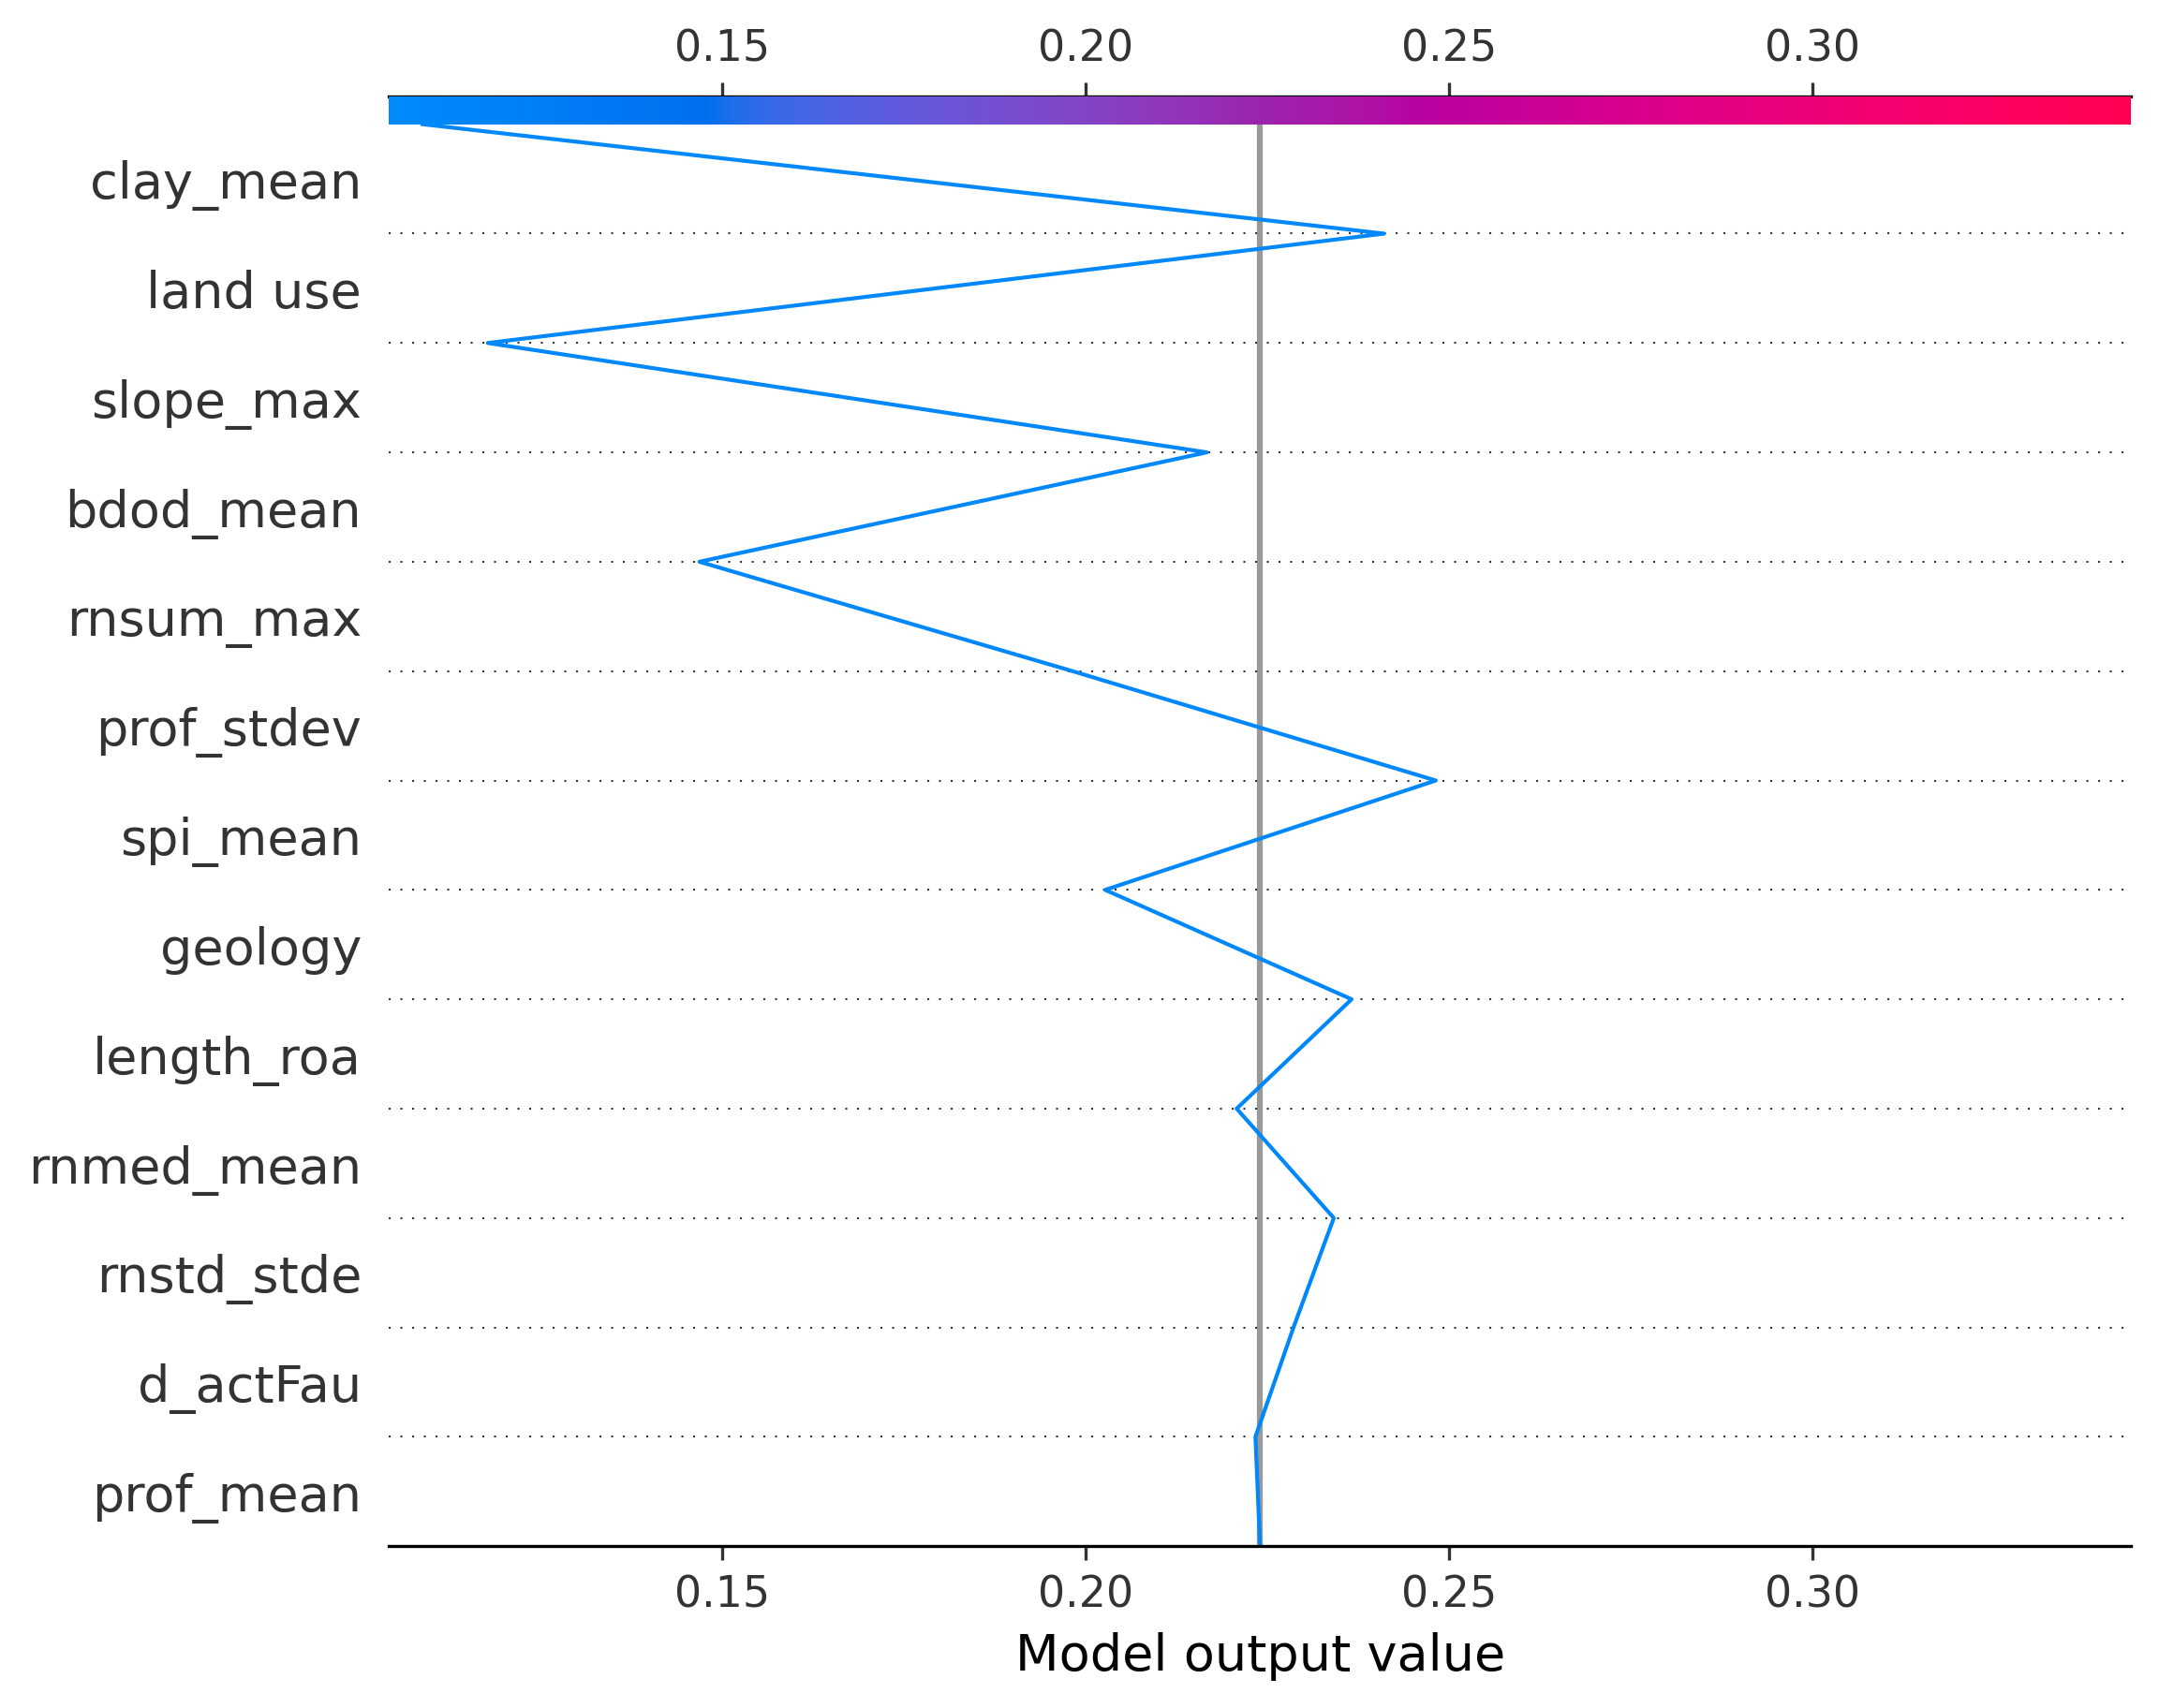 0.15 0.20 0.25 0.30
clay_mean
land use
slope_max
bdod_mean
rnsum_max
prof_stdev
spi_mean
geology
length_roa
rnmed_mean
rnstd_stde
d_actFau
prof_mean
0.15 0.20 0.25 0.30
Model output value